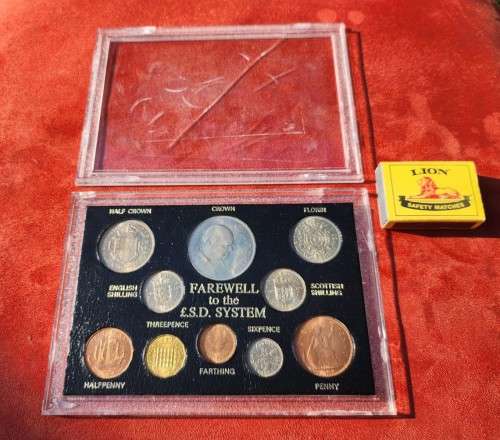 HALF CROWN
CROWN
FLORIN
ENGLISH
SHILLING
SCOTTISH
SHILLING
FAREWELL
to the
£.S.D. SYSTEM
THREEPENCE
SIXPENCE
HALFPENNY
FARTHING
PENNY
LION
SAFETY MATCHES